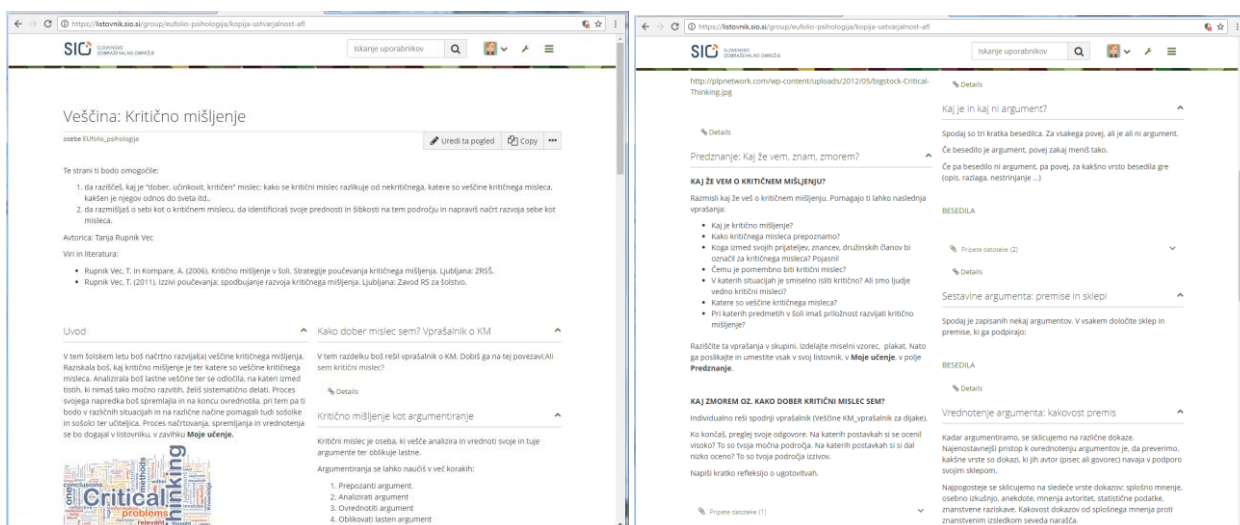 https://listovnik.sio.si/group/eufolio-psihologija/kopija-ustvarjalnost-afl
SIO SLOVENSKO
IZOBRAŽEVALNO OMREŽJE
Iskanje uporabnikov
Veščina: Kritično mišljenje
osebe EUfolio_psihologija
Uredi ta pogled
Copy
Te strani ti bodo omogočile:
1. da raziščeš, kaj je "dober, učinkovit, kritičen" mislec: kako se kritični mislec razlikuje od nekritičnega, katere so veščine kritičnega misleca,
kakšen je njegov odnos do sveta itd.,
2. da razmišljaš o sebi kot o kritičnem mislecu, da identificiraš svoje prednosti in šibkosti na tem področju in napraviš načrt razvoja sebe kot
misleca.
Avtorica: Tanja Rupnik Vec
Viri in literatura:
Rupnik Vec, T. in Kompare, A. (2006). Kritično mišljenje v šoli. Strategije poučevanja kritičnega mišljenja. Ljubljana: ZRSŠ.
Rupnik Vec, T. (2011), Izzivi poučevanja: spodbujanje razvoja kritičnega mišljenja. Ljubljana: Zavod RS za šolstvo.
Uvod
V tem šolskem letu boš načrtno razvijal(a) veščine kritičnega mišljenja.
Raziskala boš, kaj kritično mišljenje je ter katere so veščine kritičnega
misleca. Analizirala boš lastne veščine ter se odločila, na kateri izmed
tistih, ki nimaš tako močno razvitih, želiš sistematično delati. Proces
svojega napredka boš spremljala in na koncu ovrednotila, pri tem pa ti
bodo v različnih situacijah in na različne načine pomagali tudi sošolke
in sošolci ter učitelj/ica. Proces načrtovanja, spremljanja in vrednotenja
se bo dogajal v listovniku, v zavihku Moje učenje.
conclusions
one
methods
within
Critical
thinking
problems
relevant
Kako dober mislec sem? Vprašalnik o KM
V tem razdelku boš rešil vprašalnik o KM. Dobiš ga na tej povezavi:Ali
sem kritični mislec?
Details
Kritično mišljenje kot argumentiranje
Kritični mislec je oseba, ki vešče analizira in vrednoti svoje in tuje
argumente ter oblikuje lastne.
Argumentiranja se lahko naučiš v več korakih:
1. Prepozanti argument
2. Analizirati argument
3. Ovrednotiti argument
4. Oblikovati lasten argument
https://listovnik.sio.si/group/eufolio-psihologija/kopija-ustvarjalnost-afl
SIO SLOVENSKO
IZOBRAŽEVALNO OMREŽJE
Iskanje uporabnikov
http://plpnetwork.com/wp-content/uploads/2012/05/bigstock-Critical-
Thinking.jpg
Details
Predznanje: Kaj že vem, znam, zmorem?
KAJ ŽE VEM O KRITIČNEM MIŠLJENJU?
Razmisli kaj že veš o kritičnem mišljenju. Pomagajo ti lahko naslednja
vprašanja:
Kaj je kritično mišljenje?
Kako kritičnega misleca prepoznamo?
Koga izmed svojih prijateljev, znancev, družinskih članov bi
označil za kritičnega misleca? Pojasni!
Čemu je pomembno biti kritični mislec?
V katerih situacijah je smiselno isliti kritično? Ali smo ljudje
vedno kritični misleci?
Katere so veščine kritičnega misleca?
Pri katerih predmetih v šoli imaš priložnost razvijati kritično
mišljenje?
Raziščite ta vprašanja v skupini. Izdelajte miselni vzorec, plakat. Nato
ga poslikajte in umestite vsak v svoj listovnik, v Moje učenje, v polje
Predznanje.
KAJ ZMOREM OZ. KAKO DOBER KRITIČNI MISLEC SEM?
Individualno reši spodnji vprašalnik (Veščine KM_vprašalnik za dijake).
Ko končaš, preglej svoje odgovore. Na katerih postavkah si se ocenil
visoko? To so tvoja močna področja. Na katerih postavkah si si dal
nizko oceno? To so tvoja področja izzivov.
Napiši kratko refleksijo o ugotovitvah.
Pripete datoteke (1)
Details
Kaj je in kaj ni argument?
Spodaj so tri kratka besedilca. Za vsakega povej, ali je ali ni argument.
Če besedilo je argument, povej zakaj meniš tako.
Če pa besedilo ni argument, pa povej, za kakšno vrsto besedila gre
(opis, razlaga, nestrinjanje ...)
BESEDILA
Pripete datoteke (2)
Details
Sestavine argumenta: premise in sklepi
Spodaj je zapisanih nekaj argumentov. V vsakem določite sklep in
premise, ki ga podpirajo:
BESEDILA
Details
Vrednotenje argumenta: kakovost premis
Kadar argumentiramo, se sklicujemo na različne dokaze.
Najenostavnejši pristop k ovrednotenju argumentov je, da preverimo,
kakšne vrste so dokazi, ki jih avtor (pisec ali govorec) navaja v podporo
svojim sklepom.
Najpogosteje se sklicujemo na sledeče vrste dokazov: splošno mnenje,
osebno izkušnjo, anekdote, mnenja avtoritet, statistične podatke.
znanstvene raziskave. Kakovost dokazov od splošnega mnenja proti
znanstvenim izsledkom seveda narašča.